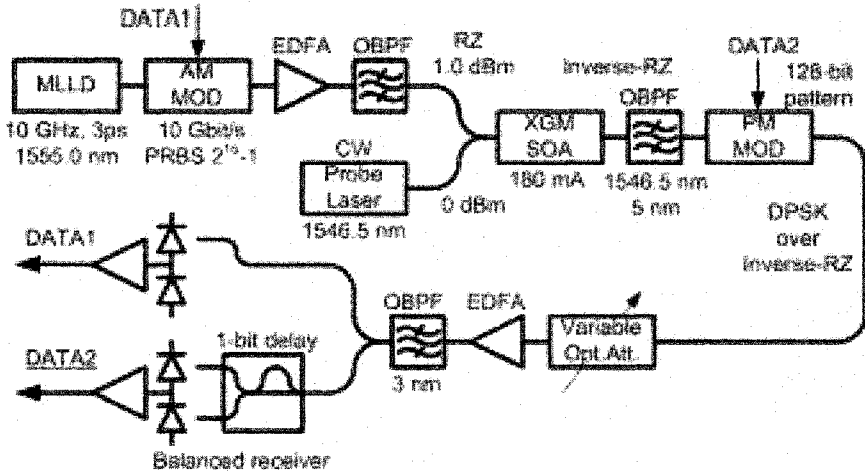 DATA1
EDFA
OBPF
RZ
1.0 dBm
DATA2
MLLD
AM
MOD
Inverse-RZ
OBPF
128-bit
pattern
XGM
SOA
PM
MOD
10 GHz, 3ps
1555.0 nm
10 Gbit/s
PRBS
CW
Probe
Laser
1546.5 nm
0 dBm
180 mA
1546.5 nm
5 nm
DPSK
over
Inverse-RZ
DATA1
OBPF
EDFA
Variable
Opt.Att.
3 nm
1-bit delay
DATA2
Balanced receiver